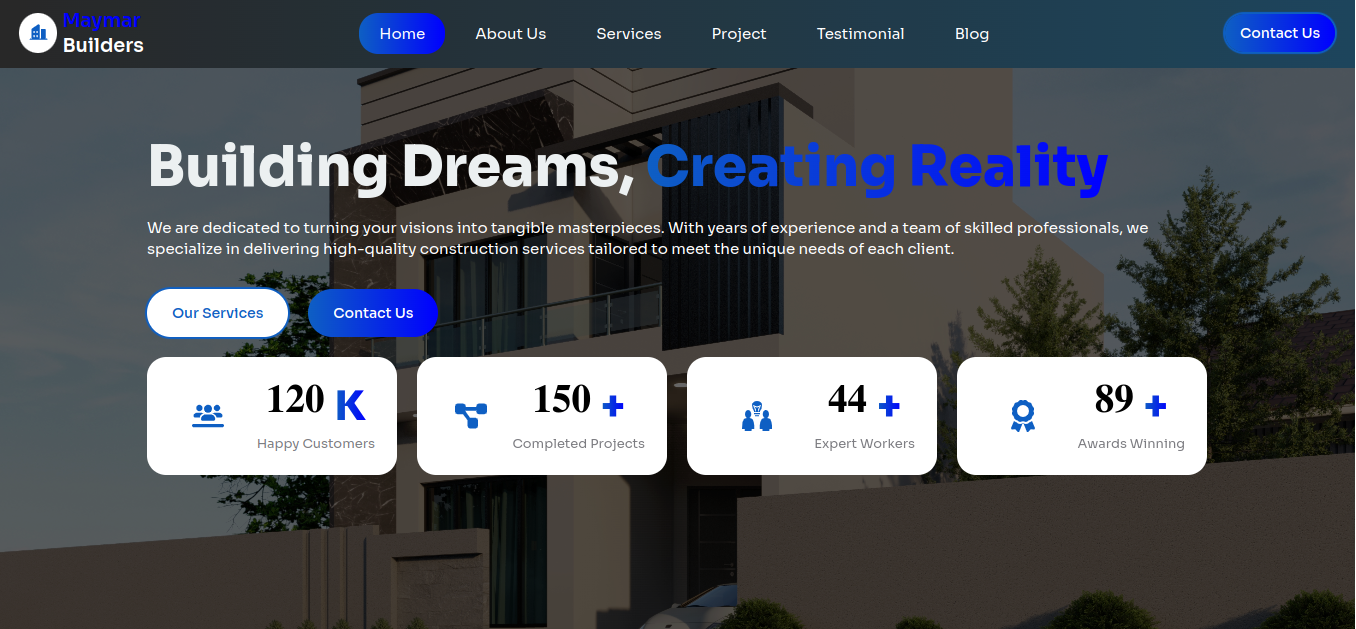 Maymar
Builders
Home
About Us
Services
Project
Testimonial
Blog
Contact Us
Building Dreams, Creating Reality
We are dedicated to turning your visions into tangible masterpieces. With years of experience and a team of skilled professionals, we
specialize in delivering high-quality construction services tailored to meet the unique needs of each client.
Our Services
Contact Us
120 K
Happy Customers
150 +
Completed Projects
44 +
Expert Workers
89 +
Awards Winning